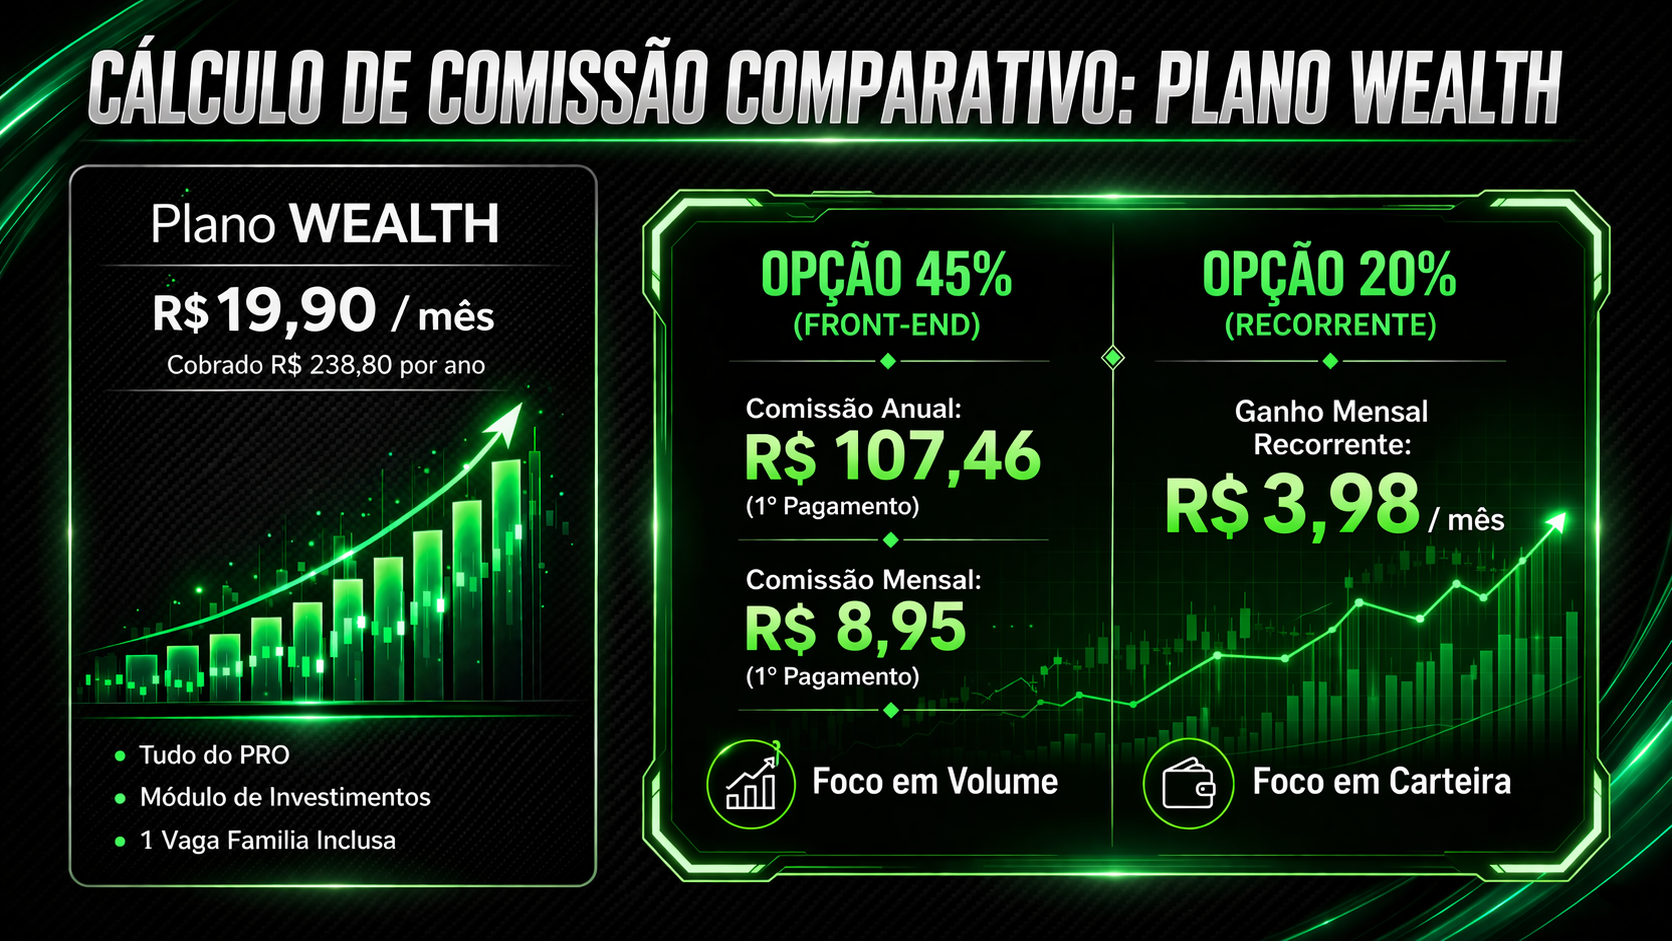 CÁLCULO DE COMISSÃO COMPARATIVO: PLANO WEALTH
Plano WEALTH
R$ 19,90 / mês
Cobrado R$ 238,80 por ano
Tudo do PRO
Módulo de Investimentos
1 Vaga Familia Inclusa
OPÇÃO 45%
(FRONT-END)
Comissão Anual:
R$ 107,46
(1º Pagamento)
Comissão Mensal:
R$ 8,95
(1º Pagamento)
Foco em Volume
OPÇÃO 20%
(RECORRENTE)
Ganho Mensal
Recorrente:
R$ 3,98 / mês
Foco em Carteira